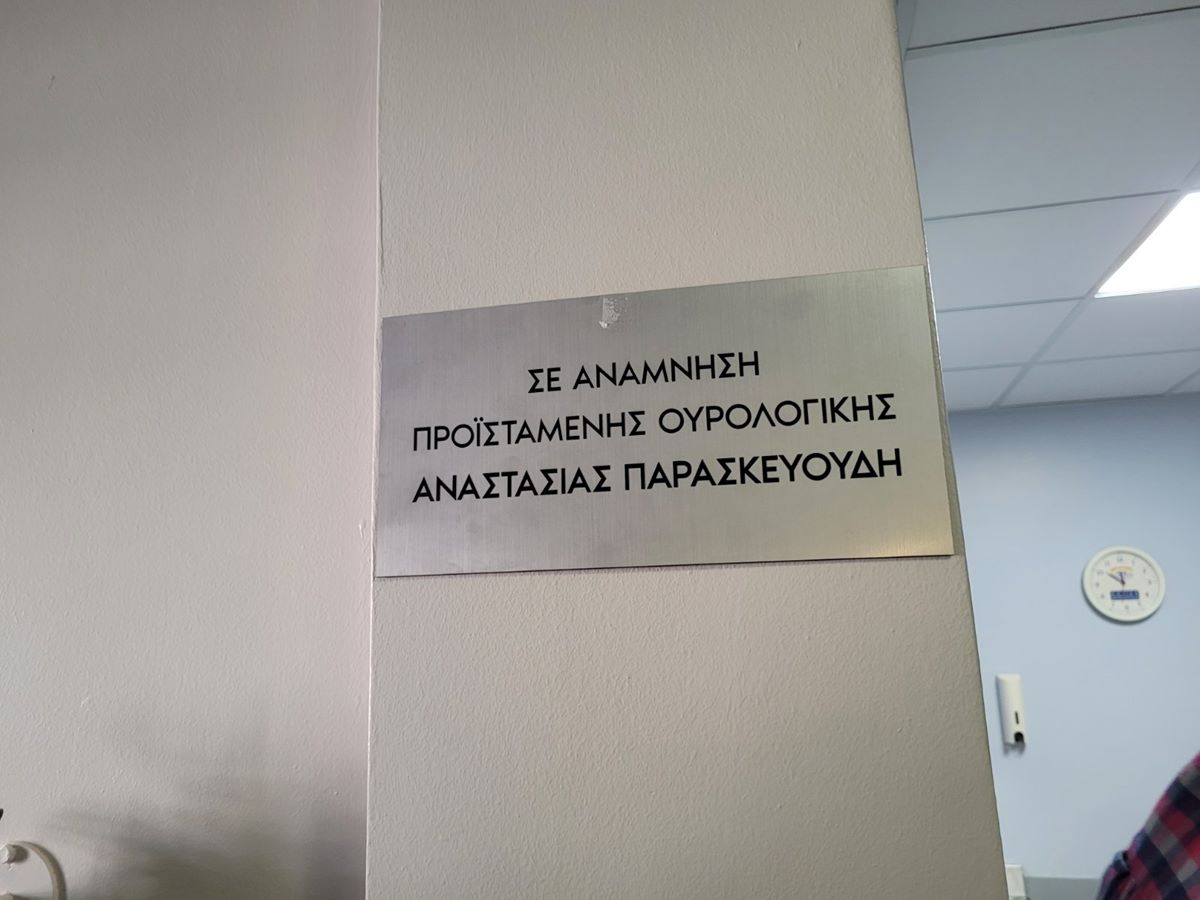 ΣΕ ΑΝΑΜΝΗΣΗ
ΠΡΟΪΣΤΑΜΕΝΗΣ ΟΥΡΟΛΟΓΙΚΗΣ
ΑΝΑΣΤΑΣΙΑΣ ΠΑΡΑΣΚΕΥΟΥΔΗ